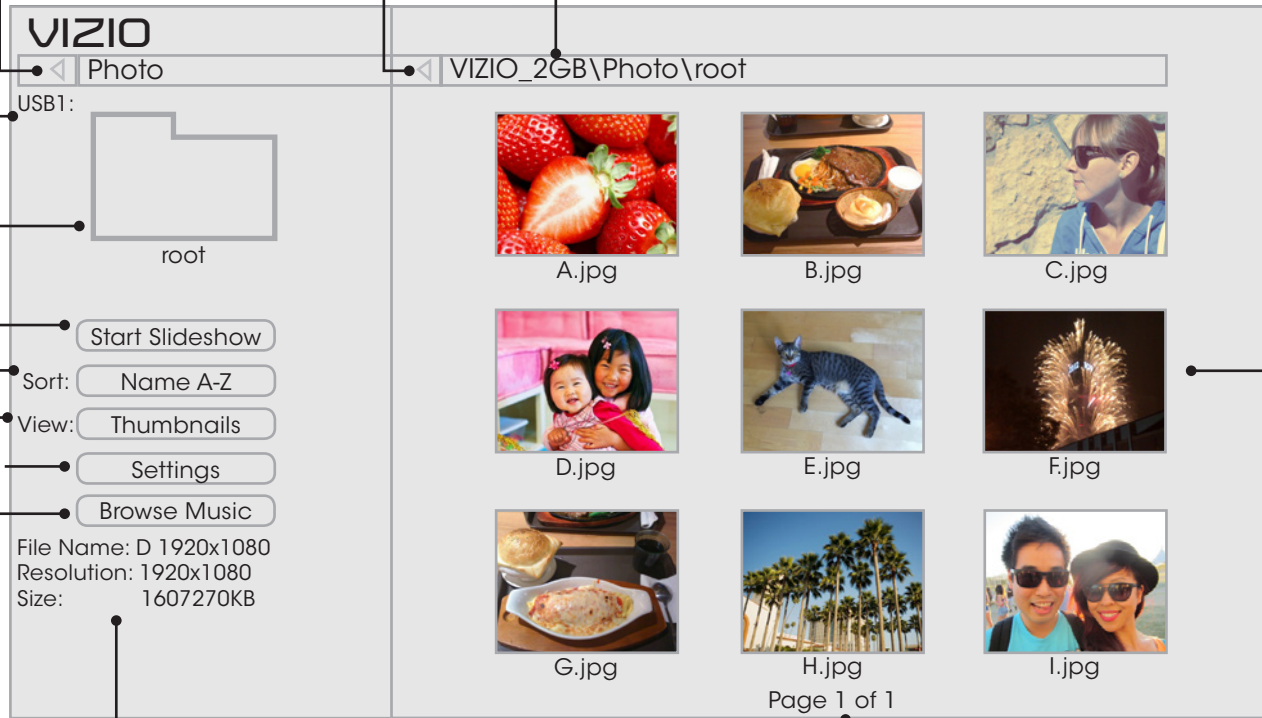 VIZIO
Photo
USB1:
root
Start Slideshow
Sort: Name A-Z
View: Thumbnails
Settings
Browse Music
File Name: D 1920x1080
Resolution: 1920x1080
Size: 1607270KB
VIZIO_2GB\Photo\root
A.jpg
B.jpg
C.jpg
D.jpg
E.jpg
F.jpg
G.jpg
H.jpg
I.jpg
Page 1 of 1